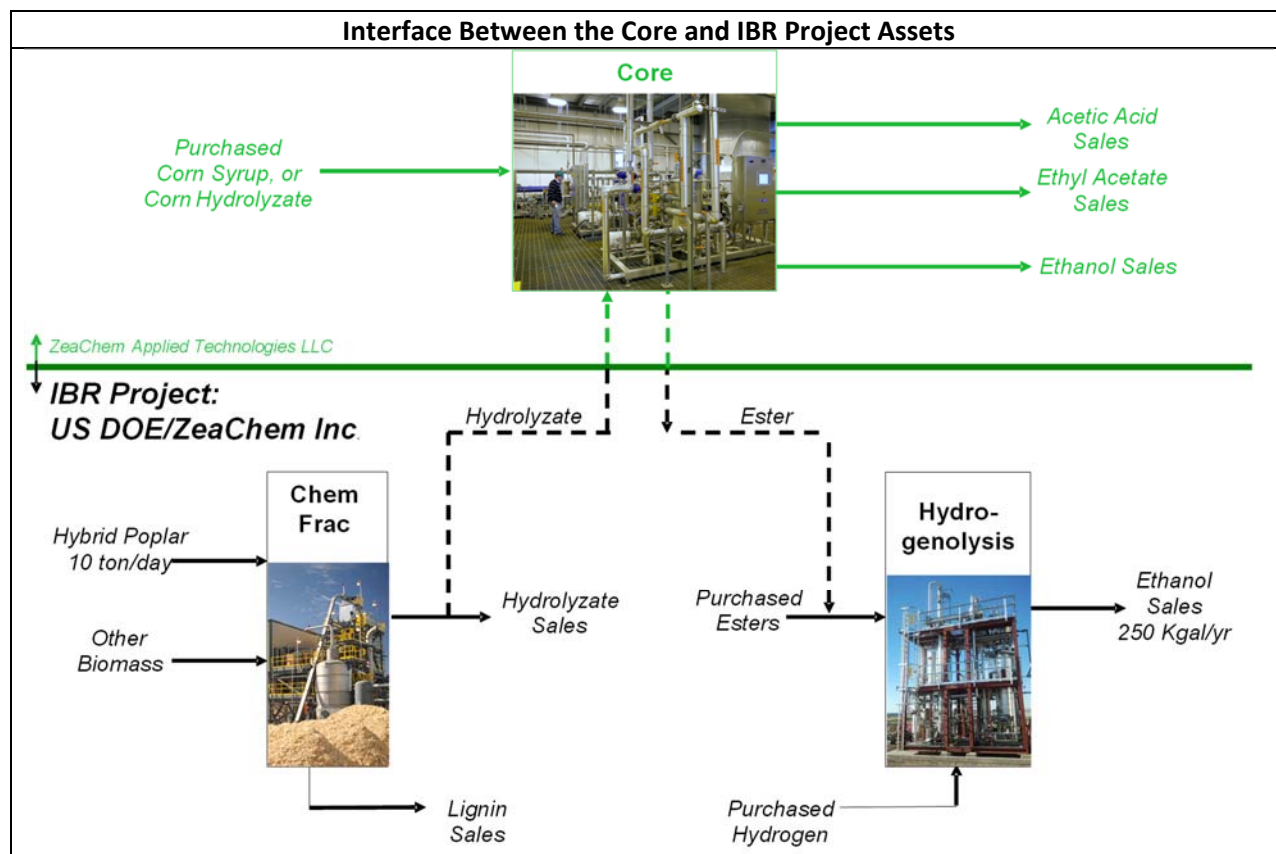 Interface Between the Core and IBR Project Assets
Core
Purchased
Corn Syrup, or
Corn Hydrolyzate
Acetic Acid
Sales
Ethyl Acetate
Sales
Ethanol Sales
ZeaChem Applied Technologies LLC
IBR Project:
US DOE/ZeaChem Inc.
Hydrolyzate
Ester
Chem
Frac
Hybrid Poplar
10 ton/day
Other
Biomass
Hydrolyzate
Sales
Lignin
Sales
Purchased
Esters
Hydro-
genolysis
Ethanol
Sales
250 Kgal/yr
Purchased
Hydrogen